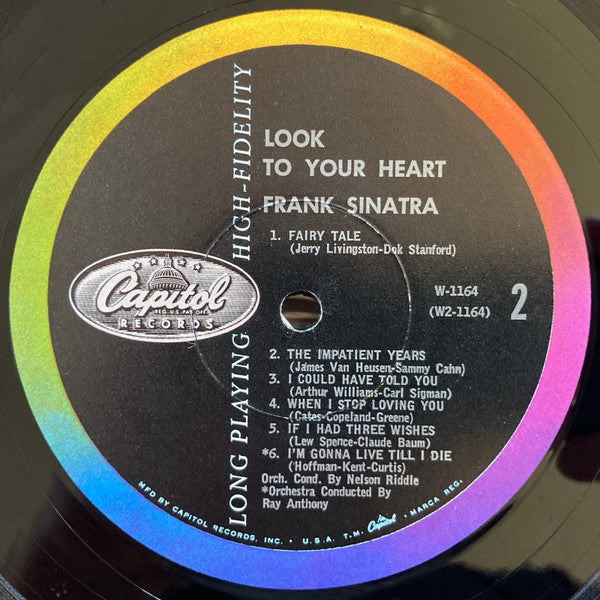 LONG PLAYING HIGH-FIDELITY
LOOK
TO YOUR HEART
FRANK SINATRA
1. FAIRY TALE
(Jerry Livingston-Dok Stanford)
Capitol
REG. U.S. PAT. OFF.
RECORDS
W-1164
(W2-1164)
2
2. THE IMPATIENT YEARS
(James Van Heusen-Sammy Cahn)
3. I COULD HAVE TOLD YOU
(Arthur Williams-Carl Sigman)
4. WHEN I STOP LOVING YOU
(Cates-Copeland-Greene)
5. IF I HAD THREE WISHES
(Lew Spence-Claude Baum)
*6. I'M GONNA LIVE TILL I DIE
(Hoffman-Kent-Curtis)
Orch. Cond. By Nelson Riddle
*Orchestra Conducted By
Ray Anthony
MFD BY CAPITOL RECORDS, INC. • U.S.A. T.M. Capitol MARCA REG.